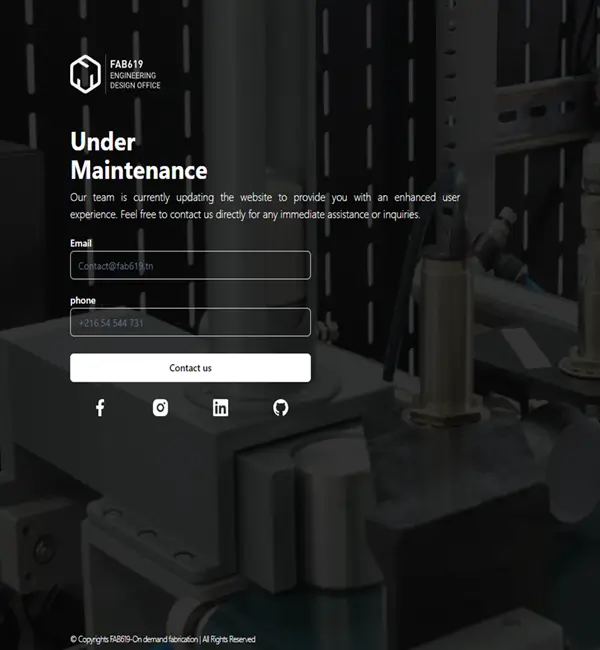 FAB619
ENGINEERING
DESIGN OFFICE
Under
Maintenance
Our team is currently updating the website to provide you with an enhanced user
experience. Feel free to contact us directly for any immediate assistance or inquiries.
Email
Contact@fab619.tn
phone
+216 54 544 731
Contact us
© Copyrights FAB619-On demand fabrication | All Rights Reserved